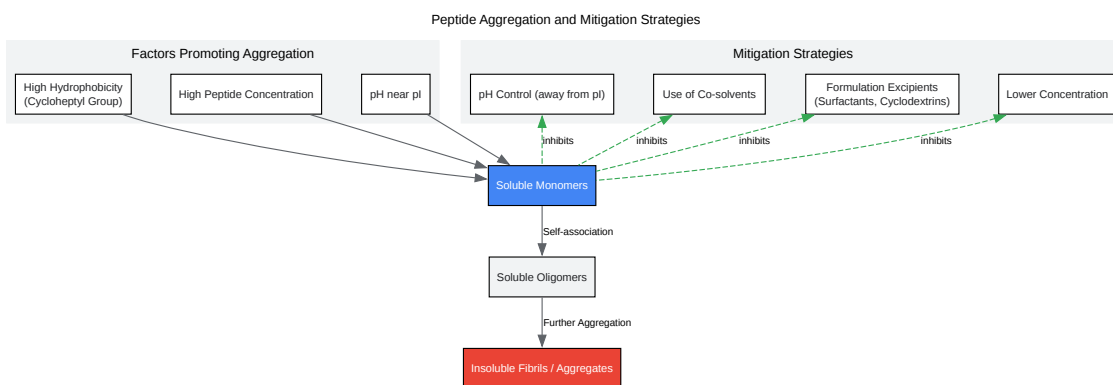 Peptide Aggregation and Mitigation Strategies
Factors Promoting Aggregation
High Hydrophobicity
(Cycloheptyl Group)
High Peptide Concentration
pH near pI
Mitigation Strategies
pH Control (away from pI)
Use of Co-solvents
Formulation Excipients
(Surfactants, Cyclodextrins)
Lower Concentration
inhibits
inhibits
inhibits
inhibits
Soluble Monomers
Self-association
Soluble Oligomers
Further Aggregation
Insoluble Fibrils / Aggregates